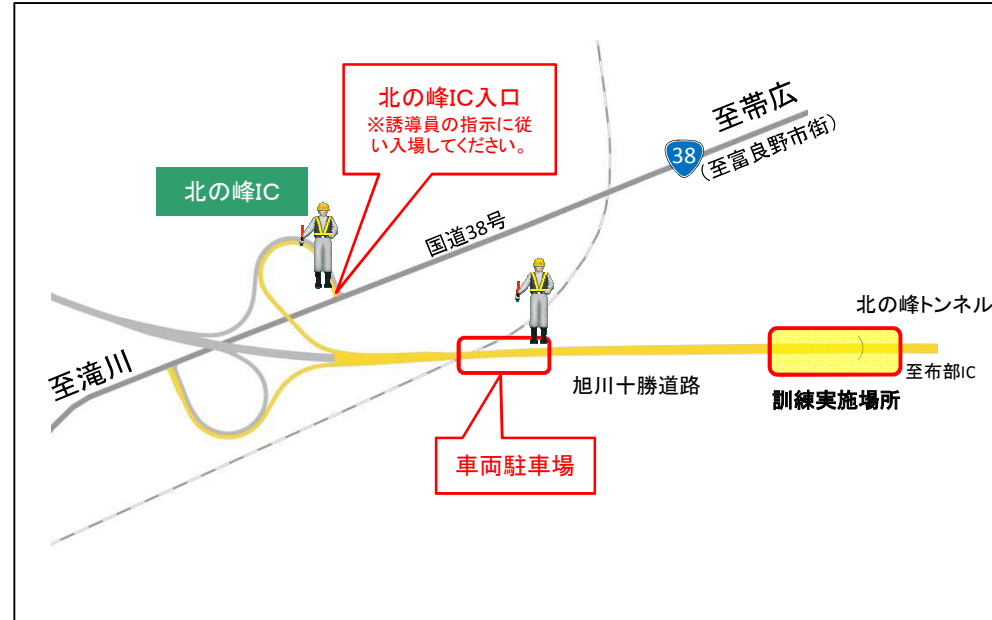 北の峰IC入口
※誘導員の指示に従
い入場してください。
至帯広
(至富良野市街)
38
北の峰IC
国道38号
北の峰トンネル
至滝川
旭川十勝道路
至布部IC
訓練実施場所
車両駐車場